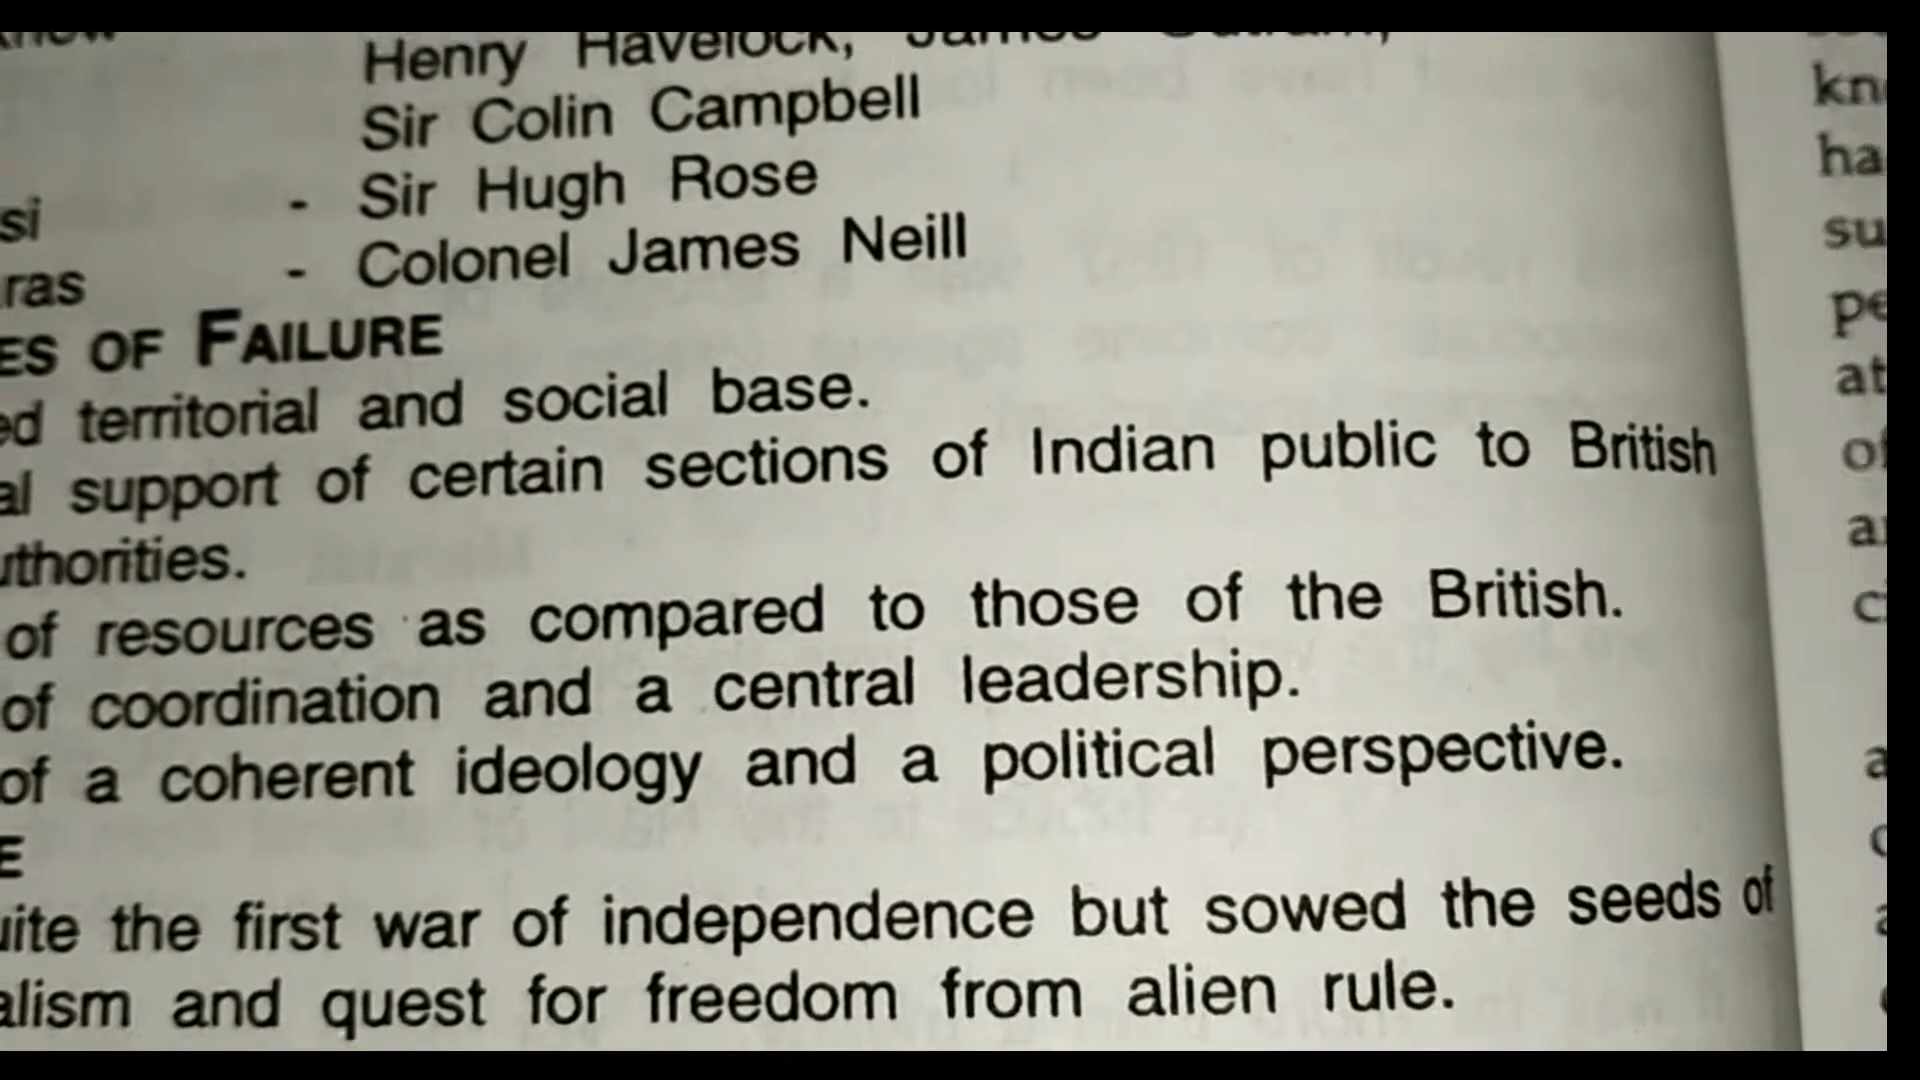 Henry Havelock, James Outram,
Sir Colin Campbell
si - Sir Hugh Rose
ras - Colonel James Neill
ES OF FAILURE
ed territorial and social base.
al support of certain sections of Indian public to British
uthorities.
of resources as compared to those of the British.
of coordination and a central leadership.
of a coherent ideology and a political perspective.
E
uite the first war of independence but sowed the seeds of
alism and quest for freedom from alien rule.
kn
ha
su
pe
at
of